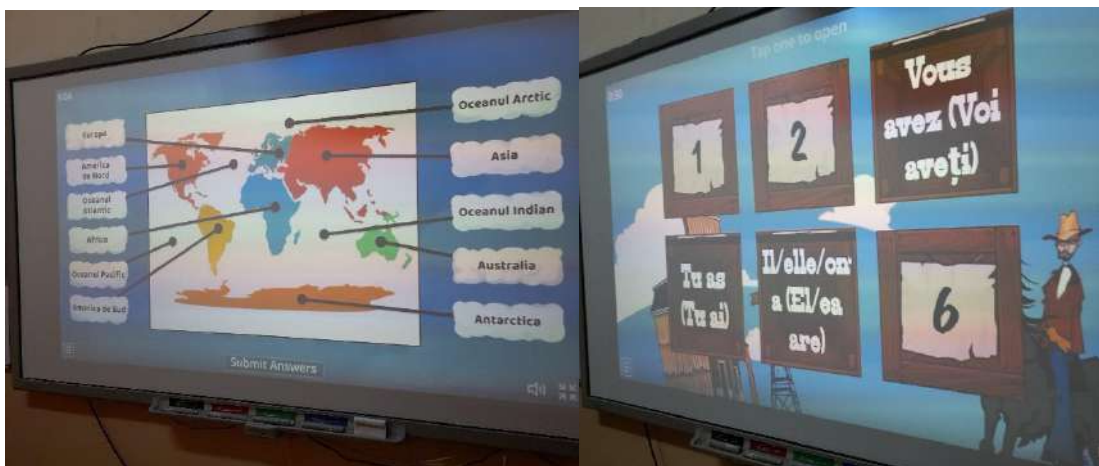 Europa
America
de Nord
Oceanul
Atlantic
Africa
Oceanul Pacific
America de Sud
Oceanul Arctic
Asia
Oceanul Indian
Australia
Antarctica
Submit Answers
Tap one to open
1
2
Vous
avez (Voi
aveți)
Tu as
(Tu ai)
Il/elle/on
a (El/ea
are)
6